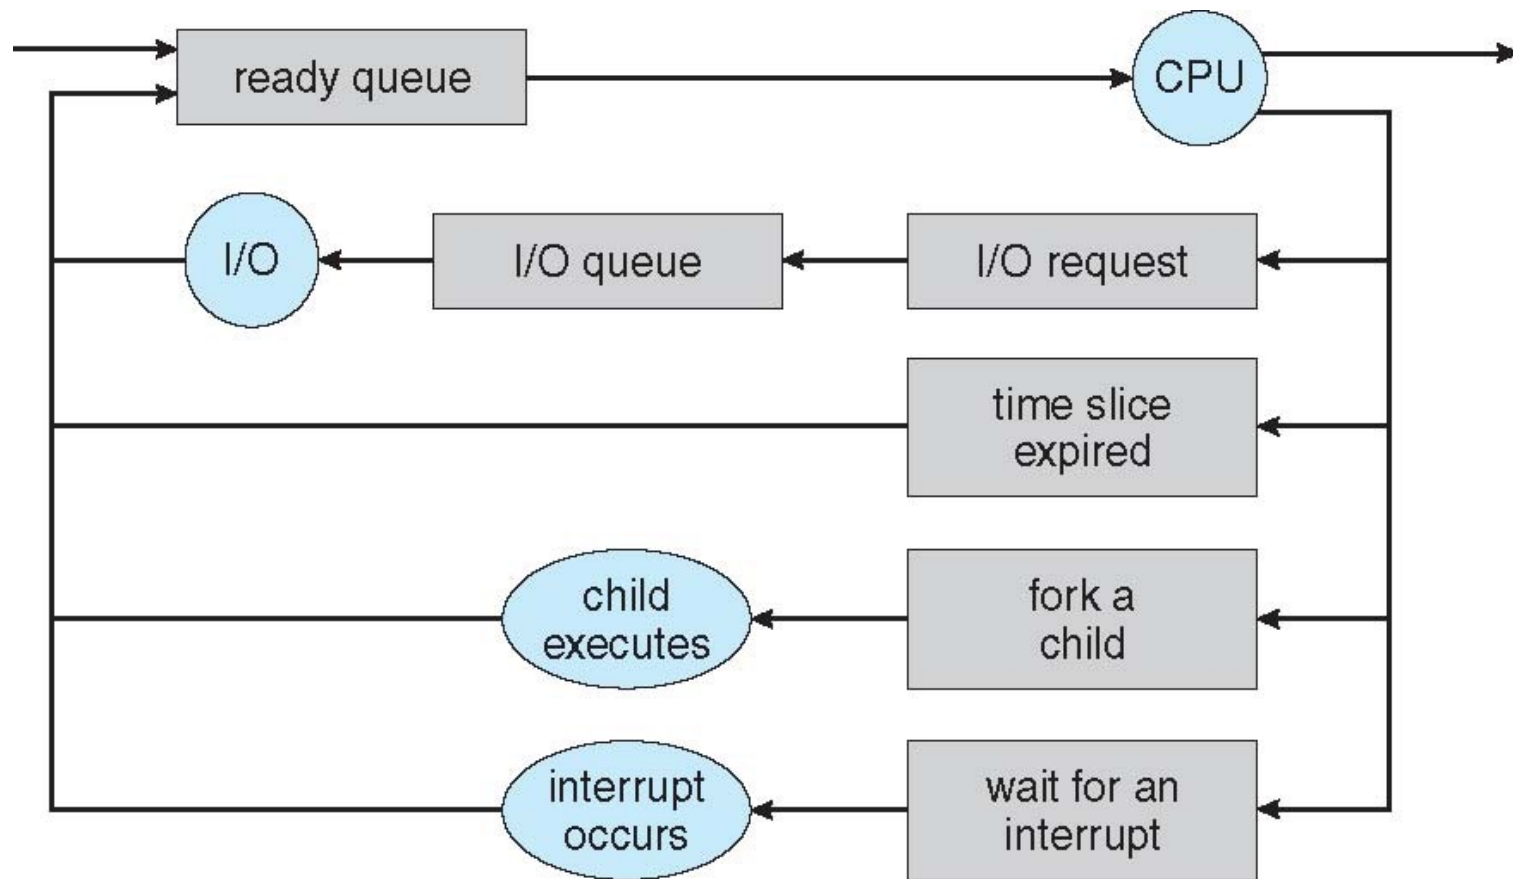 ready queue
CPU
I/O
I/O queue
I/O request
time slice
expired
child
executes
fork a
child
interrupt
occurs
wait for an
interrupt